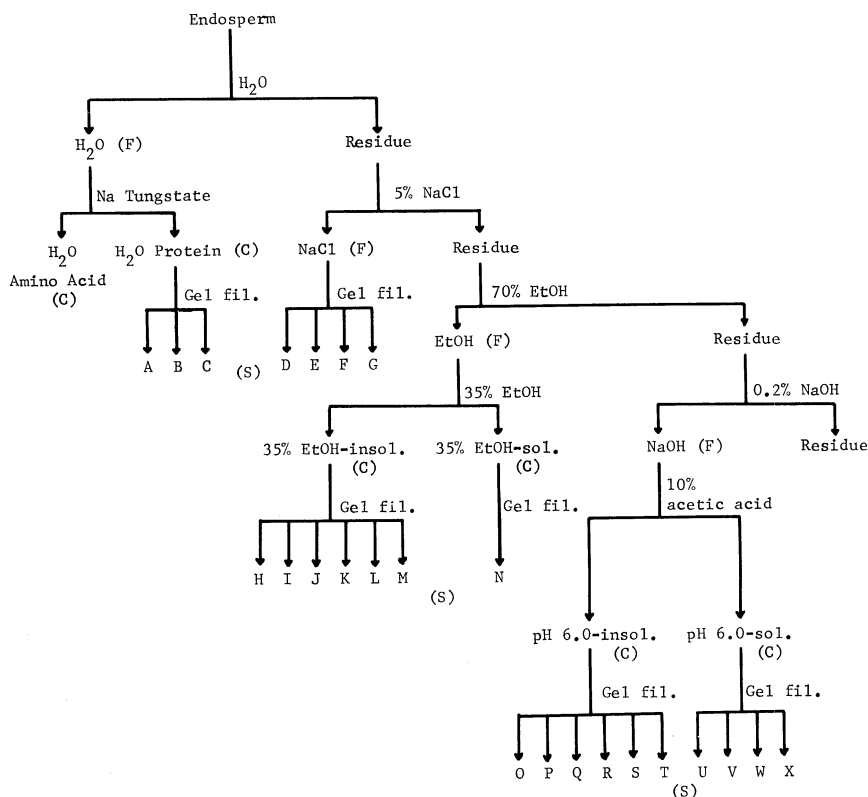 Endosperm
H2O
H2O (F)
Residue
Na Tungstate
5% NaCl
H2O
H2O Protein (C)
NaCl (F)
Residue
Amino Acid
(C)
Gel fil.
Gel fil.
70% EtOH
EtOH (F)
Residue
A B C (S) D E F G
35% EtOH
0.2% NaOH
35% EtOH-insol.
(C)
35% EtOH-sol.
(C)
NaOH (F)
Residue
10%
acetic acid
Gel fil.
Gel fil.
H I J K L M
(S)
N
pH 6.0-insol.
(C)
pH 6.0-sol.
(C)
Gel fil.
Gel fil.
O P Q R S T
(S)
U V W X